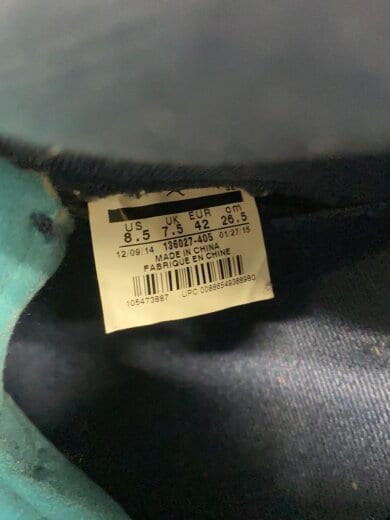 US UK EUR cm
8.5 7.5 42 26.5
12/09/14 136027-405 01/27/15
MADE IN CHINA
FABRIQUE EN CHINE
105473887 UPC 00886549368980